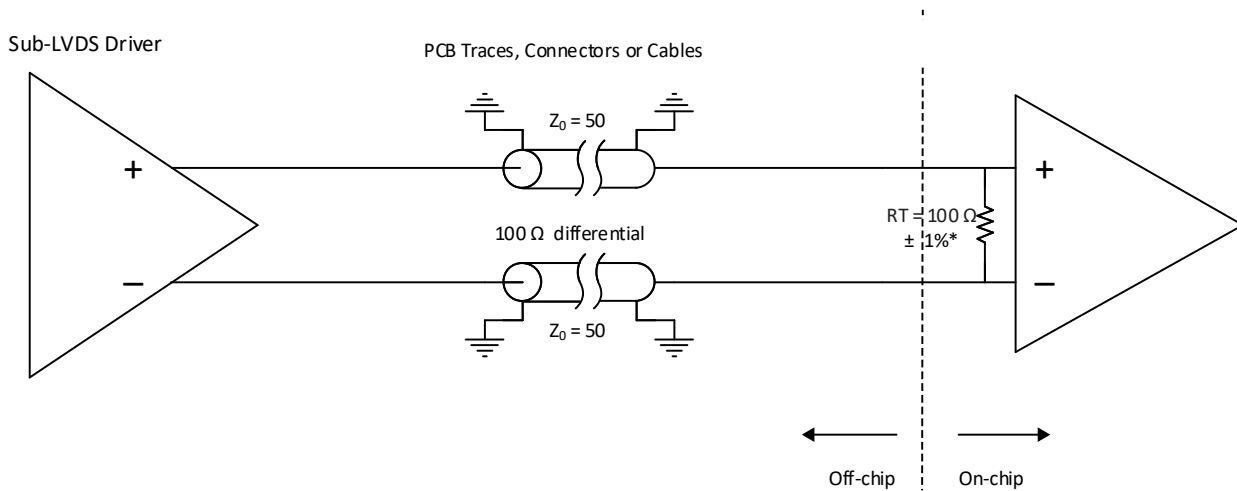 Sub-LVDS Driver
PCB Traces, Connectors or Cables
Z₀ = 50
+
+
RT = 100 Ω
± 1%*
100 Ω differential
−
−
Z₀ = 50
Off-chip
On-chip